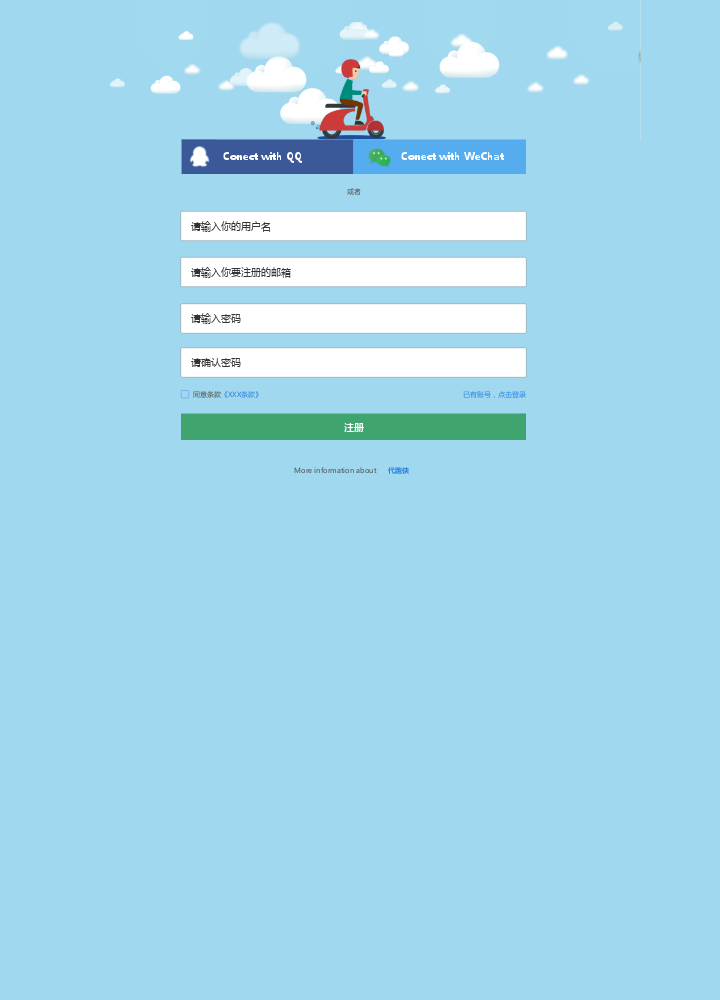 Conect with QQ
Conect with WeChat
或者
请输入你的用户名
请输入你要注册的邮箱
请输入密码
请确认密码
同意条款《XXX条款》
已有账号，点击登录
注册
More information about 代跑侠